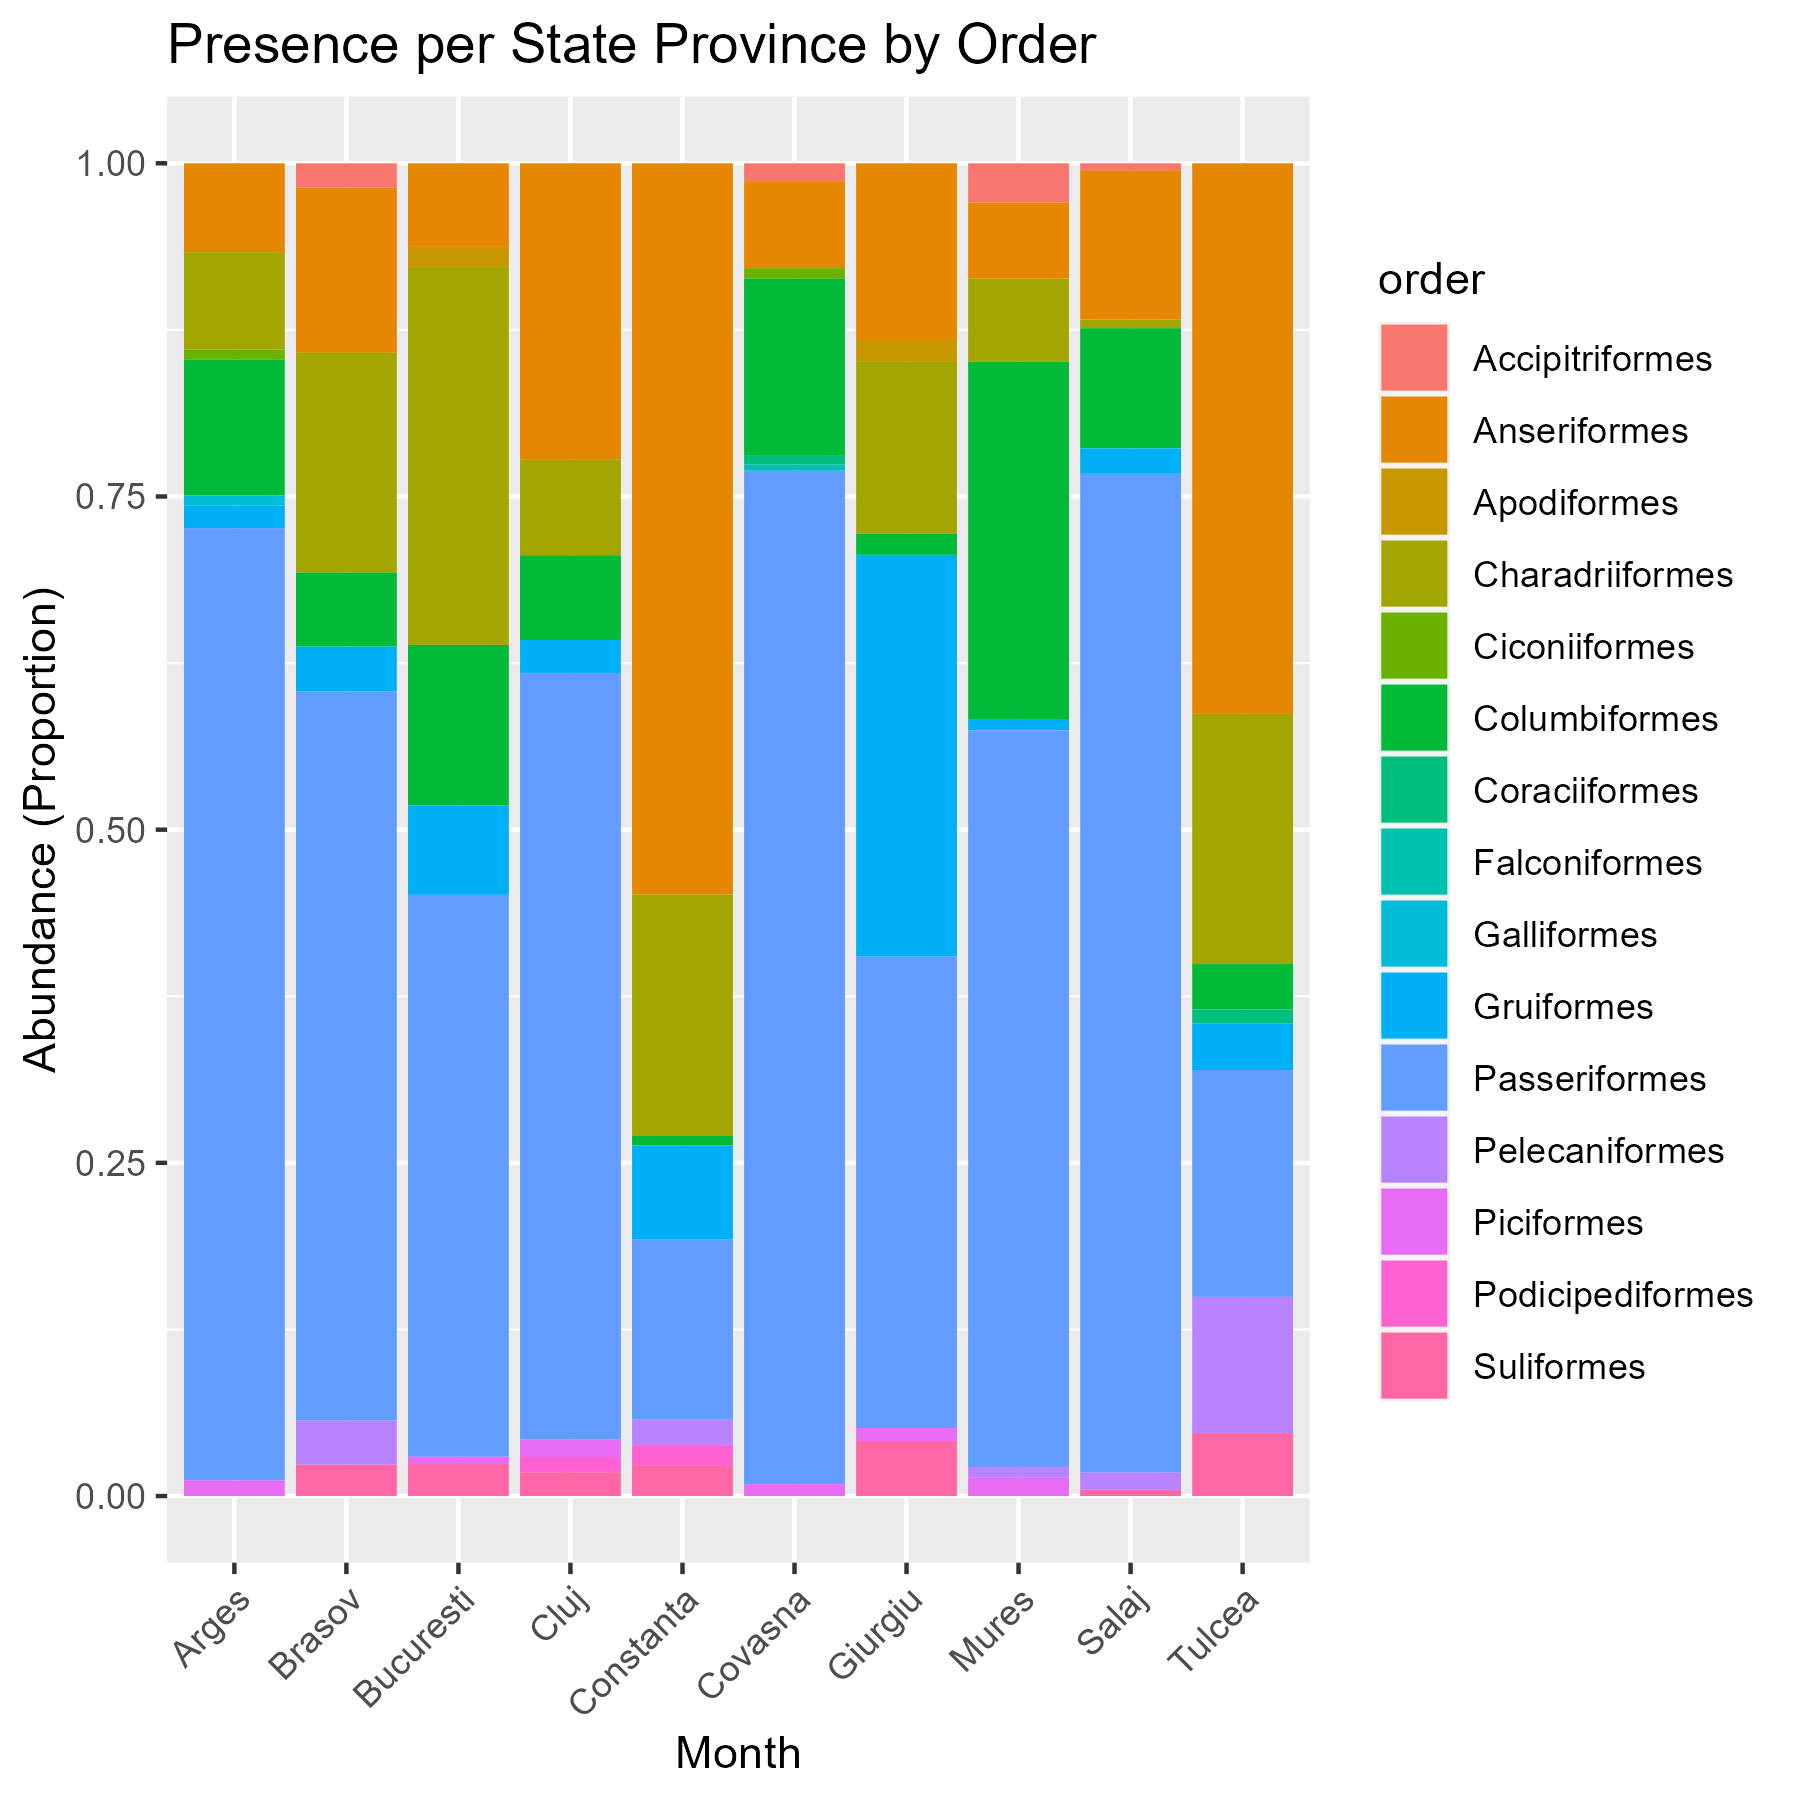 Presence per State Province by Order
Abundance (Proportion)
1.00
0.75
0.50
0.25
0.00
Arges
Brasov
Bucuresti
Cluj
Constanta
Covasna
Giurgiu
Mures
Salaj
Tulcea
Month
order
Accipitriformes
Anseriformes
Apodiformes
Charadriiformes
Ciconiiformes
Columbiformes
Coraciiformes
Falconiformes
Galliformes
Gruiformes
Passeriformes
Pelecaniformes
Piciformes
Podicipediformes
Suliformes